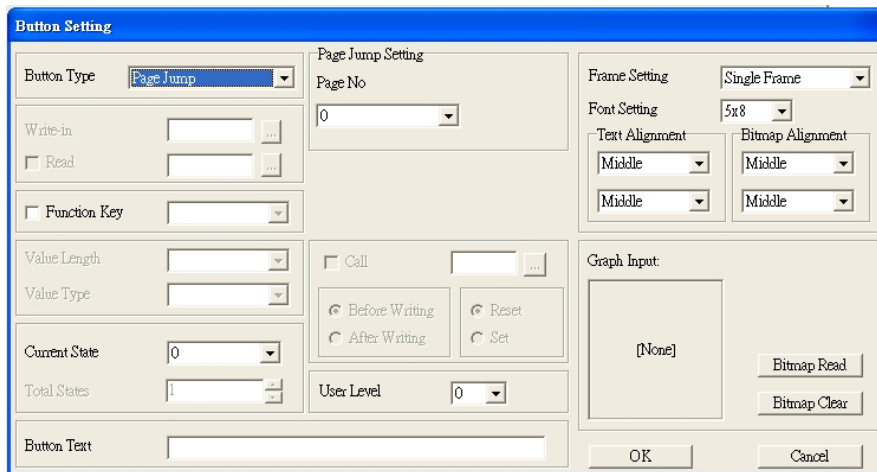 Button Setting
Button Type
Page Jump
Write-in
...
Read
...
Function Key
Value Length
Value Type
Current State
0
Total States
1
Button Text
Page Jump Setting
Page No
0
Call
...
Before Writing
After Writing
Reset
Set
User Level
0
Frame Setting
Single Frame
Font Setting
5x8
Text Alignment
Middle
Middle
Bitmap Alignment
Middle
Middle
Graph Input:
[None]
Bitmap Read
Bitmap Clear
OK
Cancel